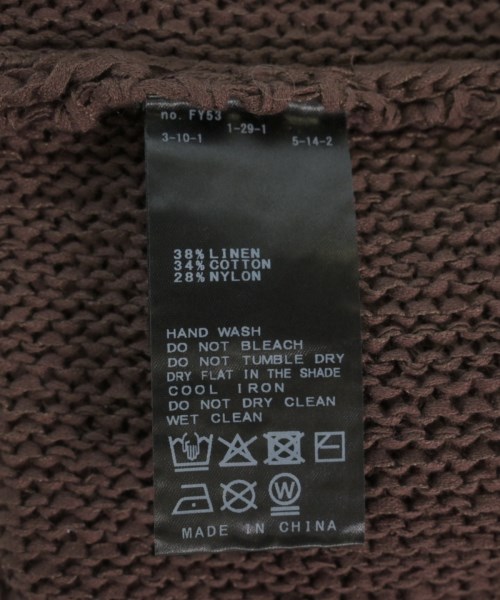 no. FY53
1-29-1
3-10-1
5-14-2
38% LINEN
34% COTTON
28% NYLON
HAND WASH
DO NOT BLEACH
DO NOT TUMBLE DRY
DRY FLAT IN THE SHADE
COOL IRON
DO NOT DRY CLEAN
WET CLEAN
W
MADE IN CHINA